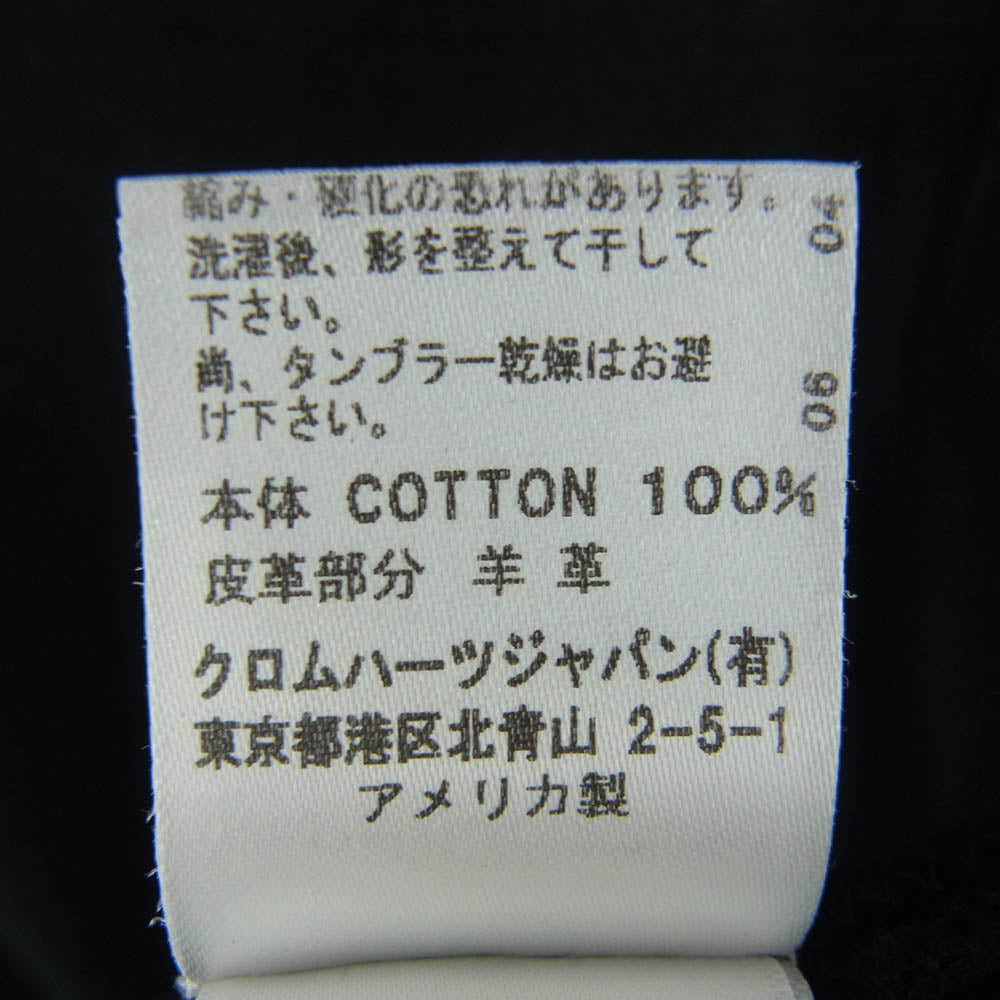 縮み・硬化の恐れがあります。
洗濯後、形を整えて干して
下さい。
尚、タンブラー乾燥はお避
け下さい。
本体 COTTON 100%
皮革部分 羊 革
クロムハーツジャパン(有)
東京都港区北青山 2-5-1
アメリカ製
04
06